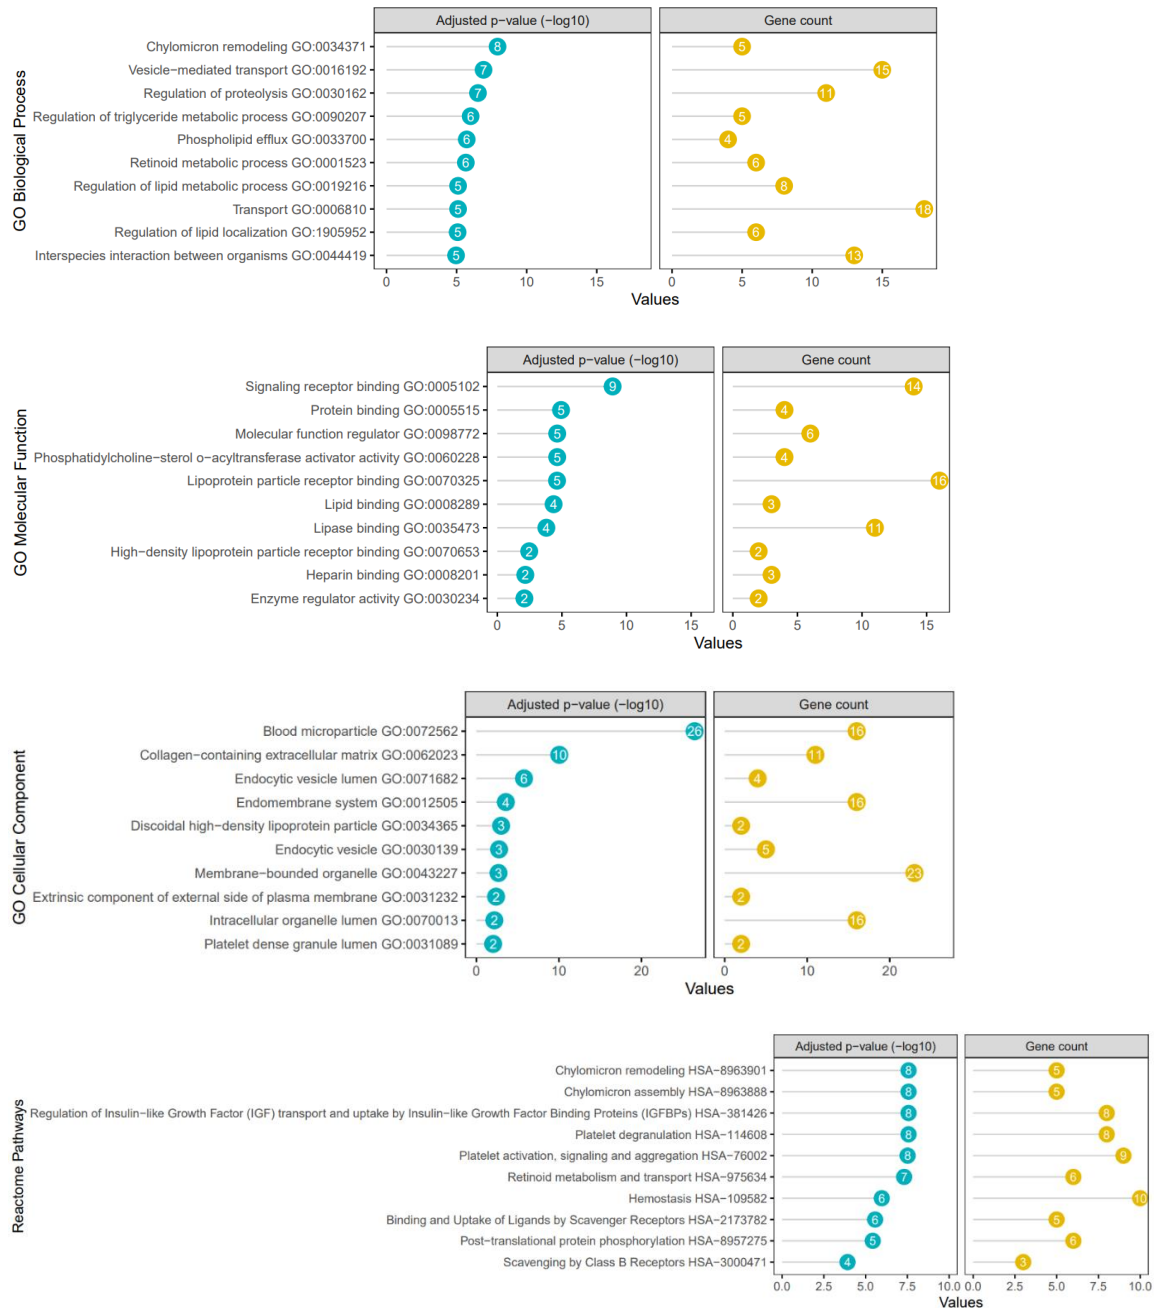 Adjusted p−value (−log10) Gene count
GO Biological Process
Chylomicron remodeling GO:0034371 8 5
Vesicle−mediated transport GO:0016192 7 15
Regulation of proteolysis GO:0030162 7 11
Regulation of triglyceride metabolic process GO:0090207 6 5
Phospholipid efflux GO:0033700 6 4
Retinoid metabolic process GO:0001523 6 6
Regulation of lipid metabolic process GO:0019216 5 8
Transport GO:0006810 5 18
Regulation of lipid localization GO:1905952 5 6
Interspecies interaction between organisms GO:0044419 5 13
0 5 10 15 0 5 10 15
Values
Adjusted p−value (−log10) Gene count
GO Molecular Function
Signaling receptor binding GO:0005102 9 14
Protein binding GO:0005515 5 4
Molecular function regulator GO:0098772 5 6
Phosphatidylcholine−sterol o−acyltransferase activator activity GO:0060228 5 4
Lipoprotein particle receptor binding GO:0070325 5 16
Lipid binding GO:0008289 4 3
Lipase binding GO:0035473 4 11
High−density lipoprotein particle receptor binding GO:0070653 2 2
Heparin binding GO:0008201 2 3
Enzyme regulator activity GO:0030234 2 2
0 5 10 15 0 5 10 15
Values
Adjusted p−value (−log10) Gene count
GO Cellular Component
Blood microparticle GO:0072562 26 16
Collagen−containing extracellular matrix GO:0062023 10 11
Endocytic vesicle lumen GO:0071682 6 4
Endomembrane system GO:0012505 4 16
Discoidal high−density lipoprotein particle GO:0034365 3 2
Endocytic vesicle GO:0030139 3 5
Membrane−bounded organelle GO:0043227 3 23
Extrinsic component of external side of plasma membrane GO:0031232 2 2
Intracellular organelle lumen GO:0070013 2 16
Platelet dense granule lumen GO:0031089 2 2
0 10 20 0 10 20
Values
Adjusted p−value (−log10) Gene count
Reactome Pathways
Chylomicron remodeling HSA−8963901 8 5
Chylomicron assembly HSA−8963888 8 5
Regulation of Insulin−like Growth Factor (IGF) transport and uptake by Insulin−like Growth Factor Binding Proteins (IGFBPs) HSA−381426 8 8
Platelet degranulation HSA−114608 8 8
Platelet activation, signaling and aggregation HSA−76002 8 9
Retinoid metabolism and transport HSA−975634 7 6
Hemostasis HSA−109582 6 10
Binding and Uptake of Ligands by Scavenger Receptors HSA−2173782 6 5
Post−translational protein phosphorylation HSA−8957275 5 6
Scavenging by Class B Receptors HSA−3000471 4 3
0.0 2.5 5.0 7.5 10.0 0.0 2.5 5.0 7.5 10.0
Values